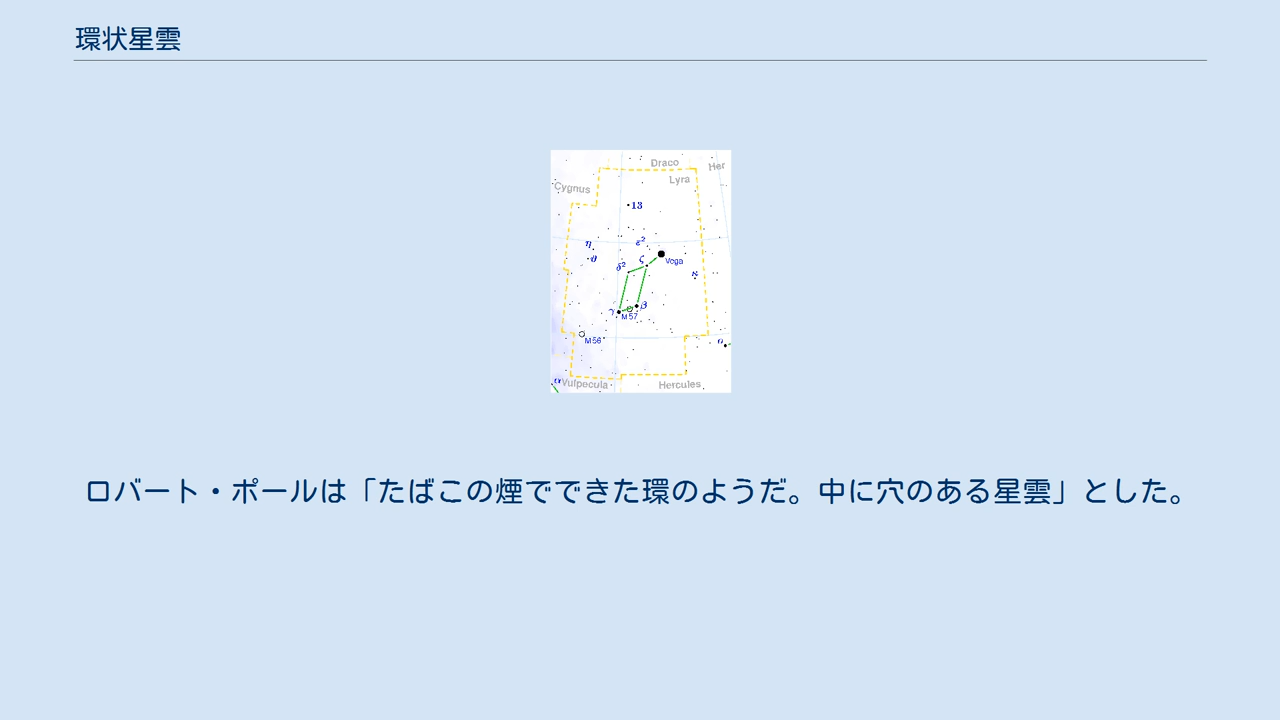 環状星雲
Draco
Her
Lyra
Cygnus
13
η
ε²
θ
ζ
Vega
δ²
κ
β
γ
M57
M56
o
α
Vulpecula
Hercules
ロバート・ポールは「たばこの煙でできた環のようだ。中に穴のある星雲」とした。